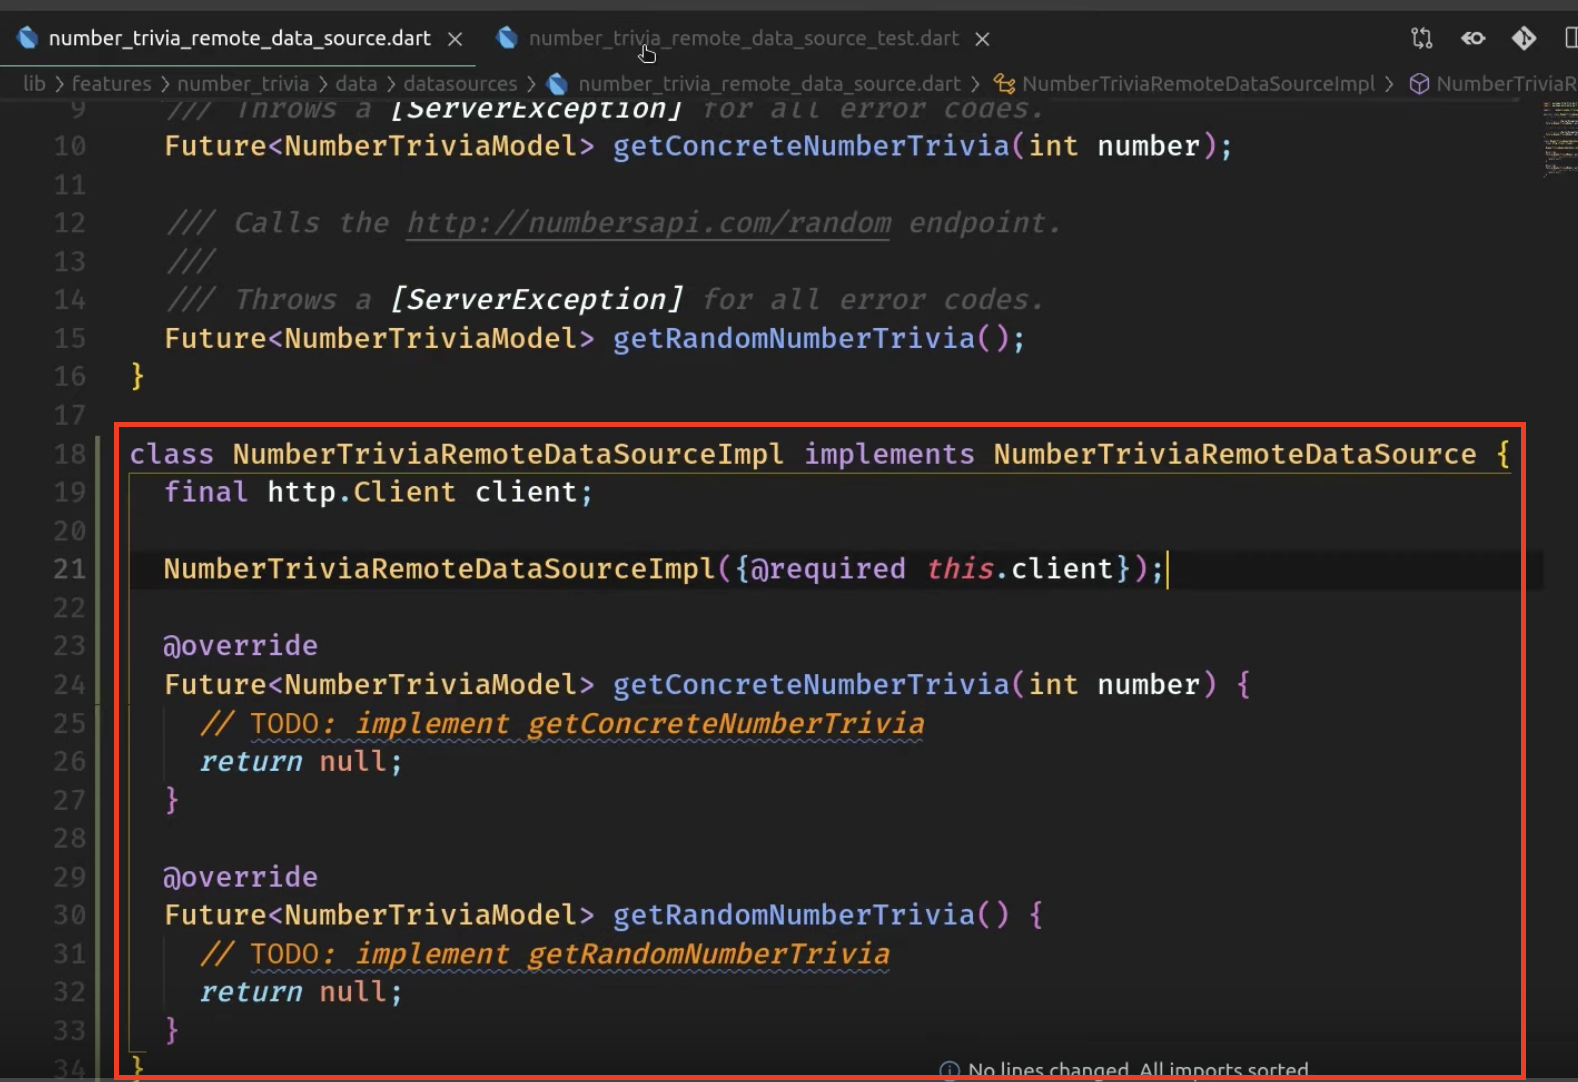 number_trivia_remote_data_source.dart number_trivia_remote_data_source_test.dart
lib > features > number_trivia > data > datasources > number_trivia_remote_data_source.dart > NumberTriviaRemoteDataSourceImpl > NumberTriviaR
9 /// Throws a [ServerException] for all error codes.
10 Future<NumberTriviaModel> getConcreteNumberTrivia(int number);
11
12 /// Calls the http://numbersapi.com/random endpoint.
13 ///
14 /// Throws a [ServerException] for all error codes.
15 Future<NumberTriviaModel> getRandomNumberTrivia();
16 }
17
18 class NumberTriviaRemoteDataSourceImpl implements NumberTriviaRemoteDataSource {
19 final http.Client client;
20
21 NumberTriviaRemoteDataSourceImpl({@required this.client});
22
23 @override
24 Future<NumberTriviaModel> getConcreteNumberTrivia(int number) {
25 // TODO: implement getConcreteNumberTrivia
26 return null;
27 }
28
29 @override
30 Future<NumberTriviaModel> getRandomNumberTrivia() {
31 // TODO: implement getRandomNumberTrivia
32 return null;
33 }
34 }
No lines changed. All imports sorted